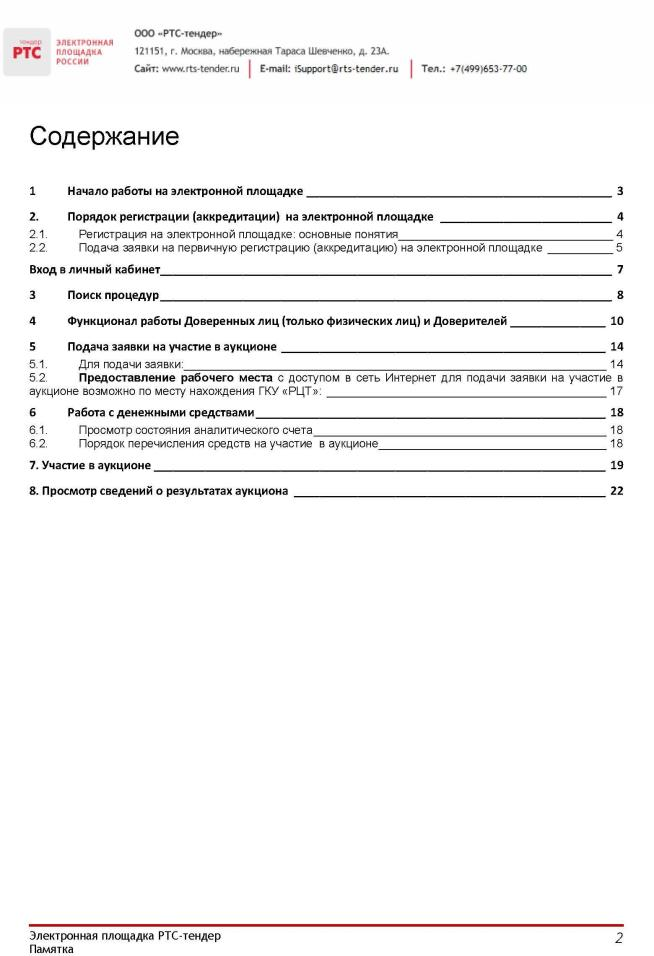 ООО «РТС-тендер»
тендер
РТС
ЭЛЕКТРОННАЯ
ПЛОЩАДКА
РОССИИ
121151, г. Москва, набережная Тараса Шевченко, д. 23А.
Сайт: www.rts-tender.ru | E-mail: iSupport@rts-tender.ru | Тел.: +7(499)653-77-00
Содержание
1 Начало работы на электронной площадке 3
2. Порядок регистрации (аккредитации) на электронной площадке 4
2.1. Регистрация на электронной площадке: основные понятия 4
2.2. Подача заявки на первичную регистрацию (аккредитацию) на электронной площадке 5
Вход в личный кабинет 7
3 Поиск процедур 8
4 Функционал работы Доверенных лиц (только физических лиц) и Доверителей 10
5 Подача заявки на участие в аукционе 14
5.1. Для подачи заявки: 14
5.2. Предоставление рабочего места с доступом в сеть Интернет для подачи заявки на участие в
аукционе возможно по месту нахождения ГКУ «РЦТ»: 17
6 Работа с денежными средствами 18
6.1. Просмотр состояния аналитического счета 18
6.2. Порядок перечисления средств на участие в аукционе 18
7. Участие в аукционе 19
8. Просмотр сведений о результатах аукциона 22
Электронная площадка РТС-тендер
2
Памятка